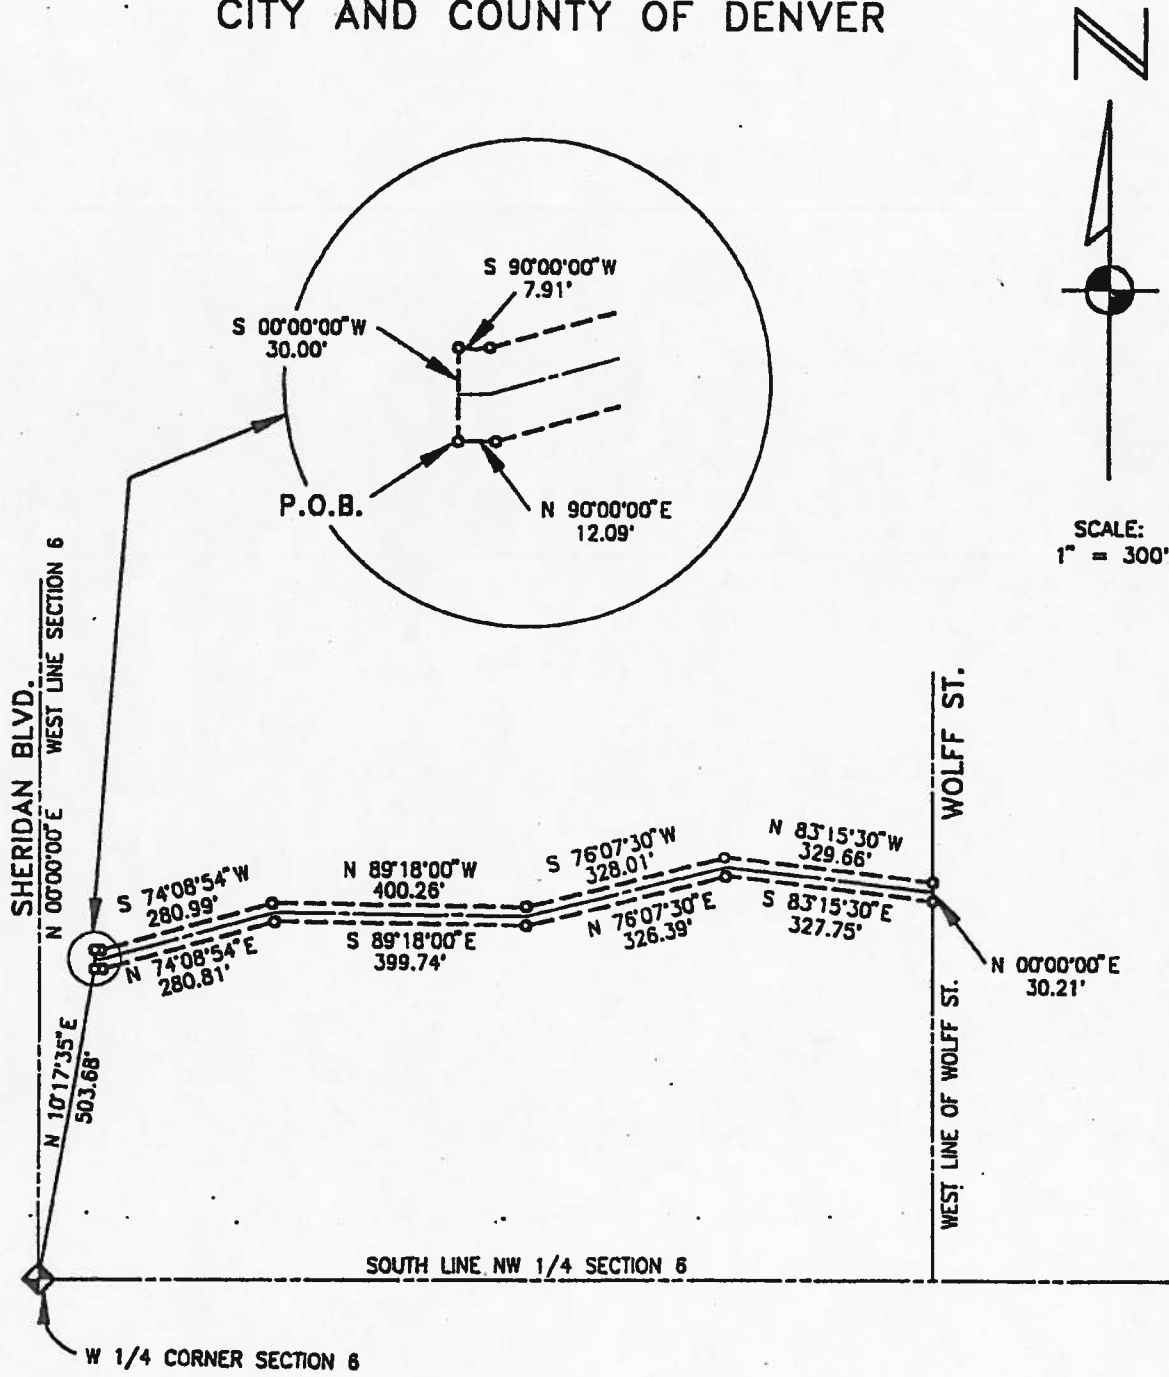 CITY AND COUNTY OF DENVER
N
S 90°00'00"W
7.91'
S 00°00'00"W
30.00'
P.O.B.
N 90°00'00"E
12.09'
SCALE:
1" = 300'
SHERIDAN BLVD.
N 00°00'00"E WEST LINE SECTION 6
WOLFF ST.
S 74°08'54"W
280.99'
N 74°08'54"E
280.81'
N 89°18'00"W
400.26'
S 89°18'00"E
399.74'
S 76°07'30"W
328.01'
N 76°07'30"E
326.39'
N 83°15'30"W
329.66'
S 83°15'30"E
327.75'
N 00°00'00"E
30.21'
N 10°17'35"E
503.68'
WEST LINE OF WOLFF ST.
SOUTH LINE NW 1/4 SECTION 6
W 1/4 CORNER SECTION 6